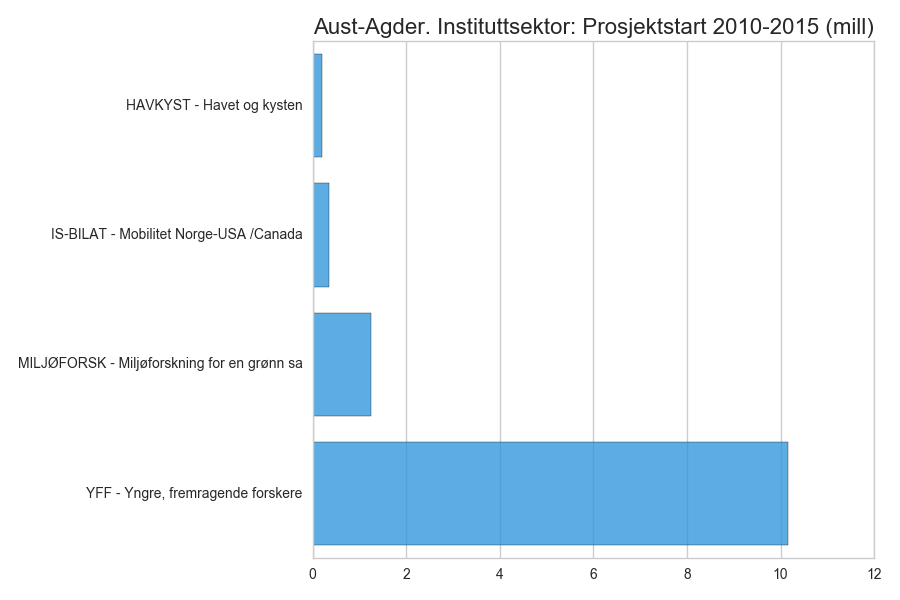 Aust-Agder. Instituttsektor: Prosjektstart 2010-2015 (mill)
HAVKYST - Havet og kysten
IS-BILAT - Mobilitet Norge-USA /Canada
MILJØFORSK - Miljøforskning for en grønn sa
YFF - Yngre, fremragende forskere
0 2 4 6 8 10 12